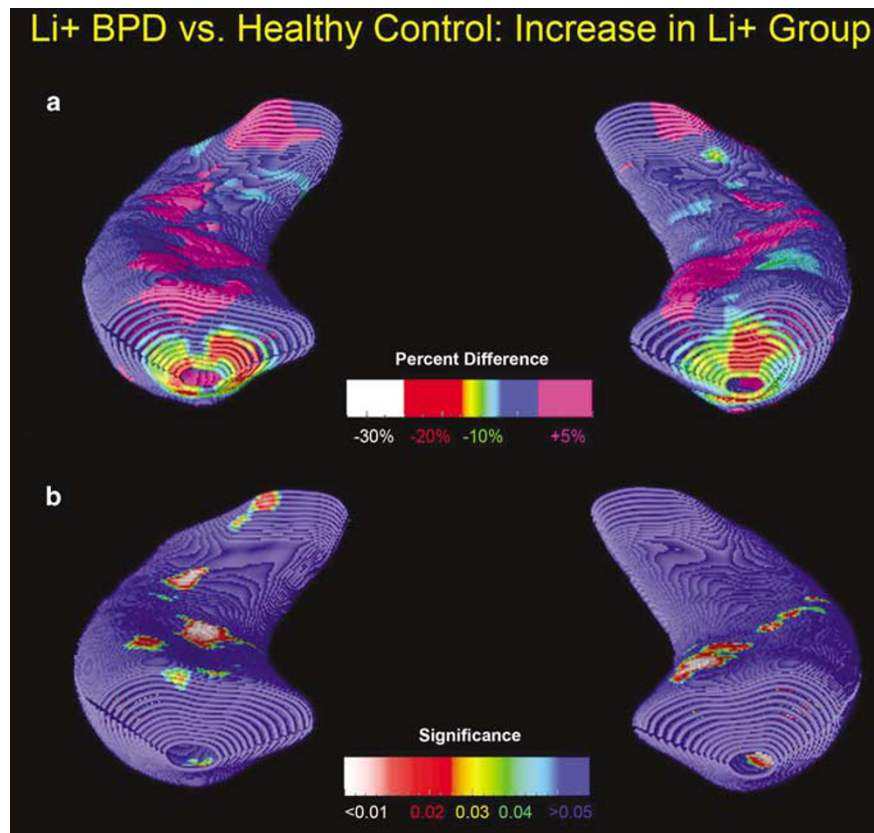 Li+ BPD vs. Healthy Control: Increase in Li+ Group
a
Percent Difference
-30% -20% -10% +5%
b
Significance
<0.01 0.02 0.03 0.04 >0.05